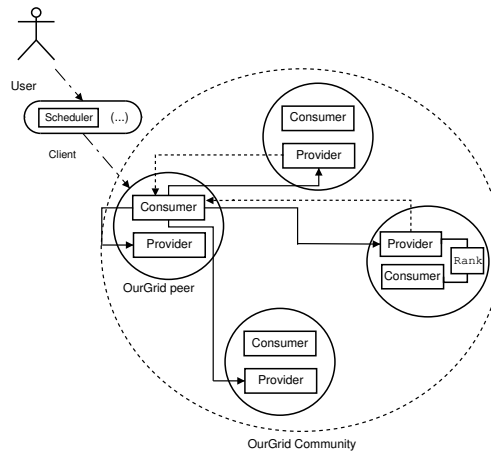 User
Scheduler (...)
Client
Consumer
Provider
Consumer
Provider
OurGrid peer
Provider
Consumer
Rank
Consumer
Provider
OurGrid Community